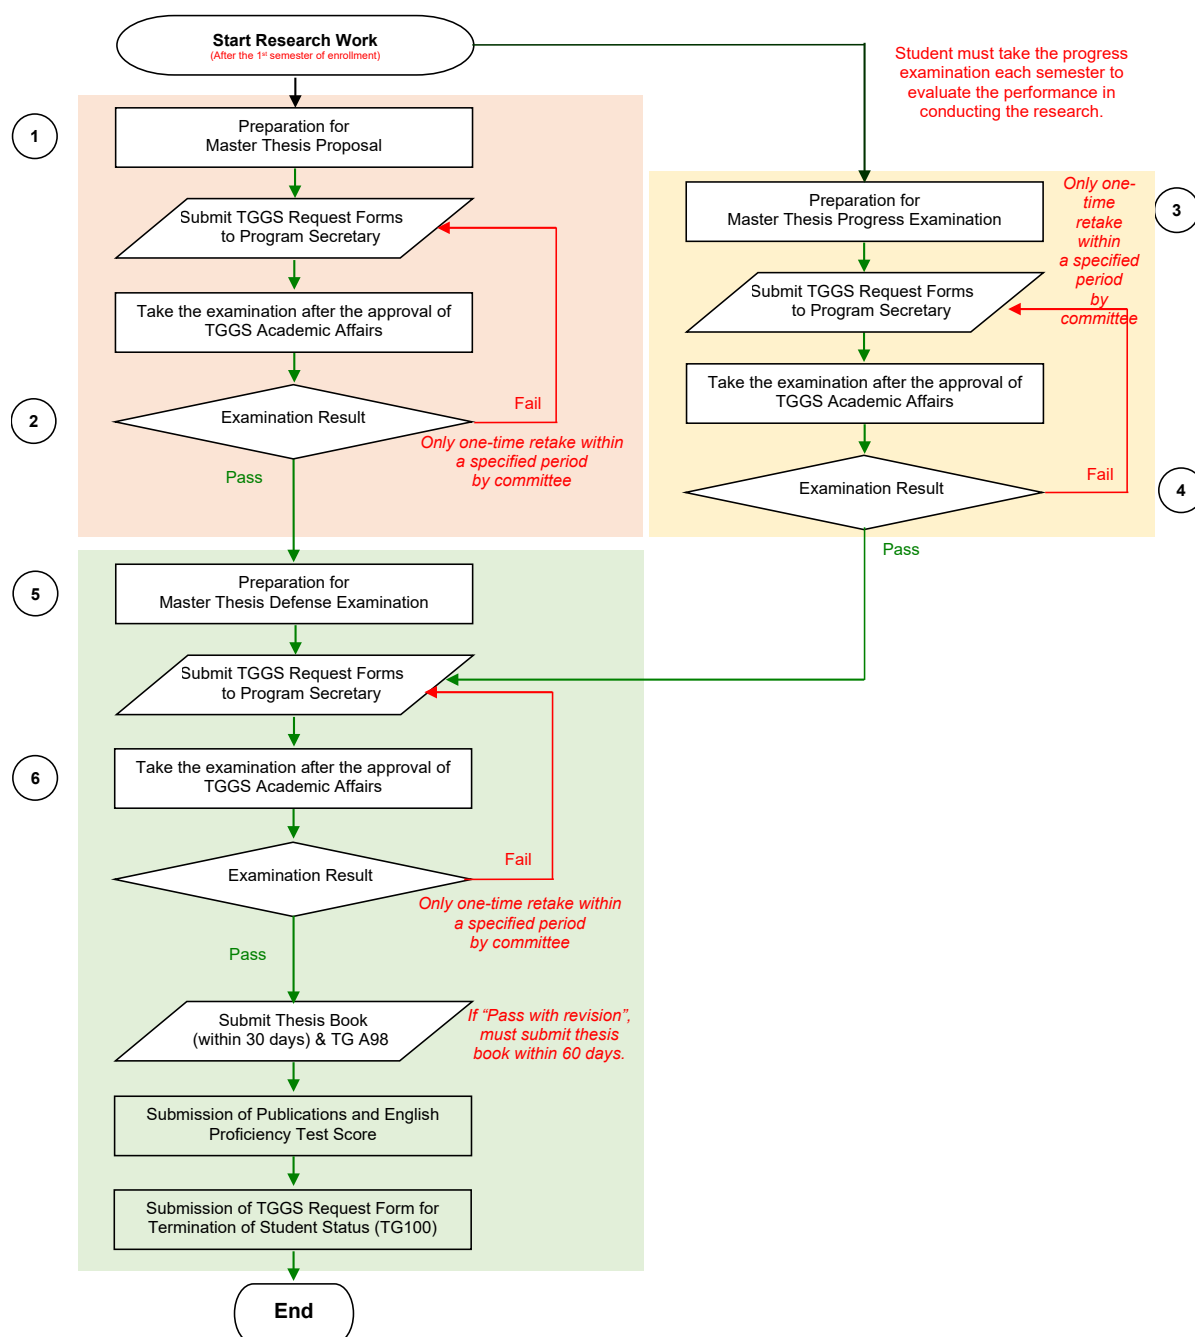 Start Research Work
(After the 1st semester of enrollment)
Student must take the progress
examination each semester to
evaluate the performance in
conducting the research.
1
Preparation for
Master Thesis Proposal
Submit TGGS Request Forms
to Program Secretary
Take the examination after the approval of
TGGS Academic Affairs
2
Examination Result
Fail
Only one-time retake within
a specified period
by committee
Pass
3
Preparation for
Master Thesis Progress Examination
Only one-
time
retake
within
a specified
period
by
committee
Submit TGGS Request Forms
to Program Secretary
Take the examination after the approval of
TGGS Academic Affairs
4
Examination Result
Fail
Pass
5
Preparation for
Master Thesis Defense Examination
Submit TGGS Request Forms
to Program Secretary
6
Take the examination after the approval of
TGGS Academic Affairs
Examination Result
Fail
Only one-time retake within
a specified period
by committee
Pass
Submit Thesis Book
(within 30 days) & TG A98
If “Pass with revision”,
must submit thesis
book within 60 days.
Submission of Publications and English
Proficiency Test Score
Submission of TGGS Request Form for
Termination of Student Status (TG100)
End